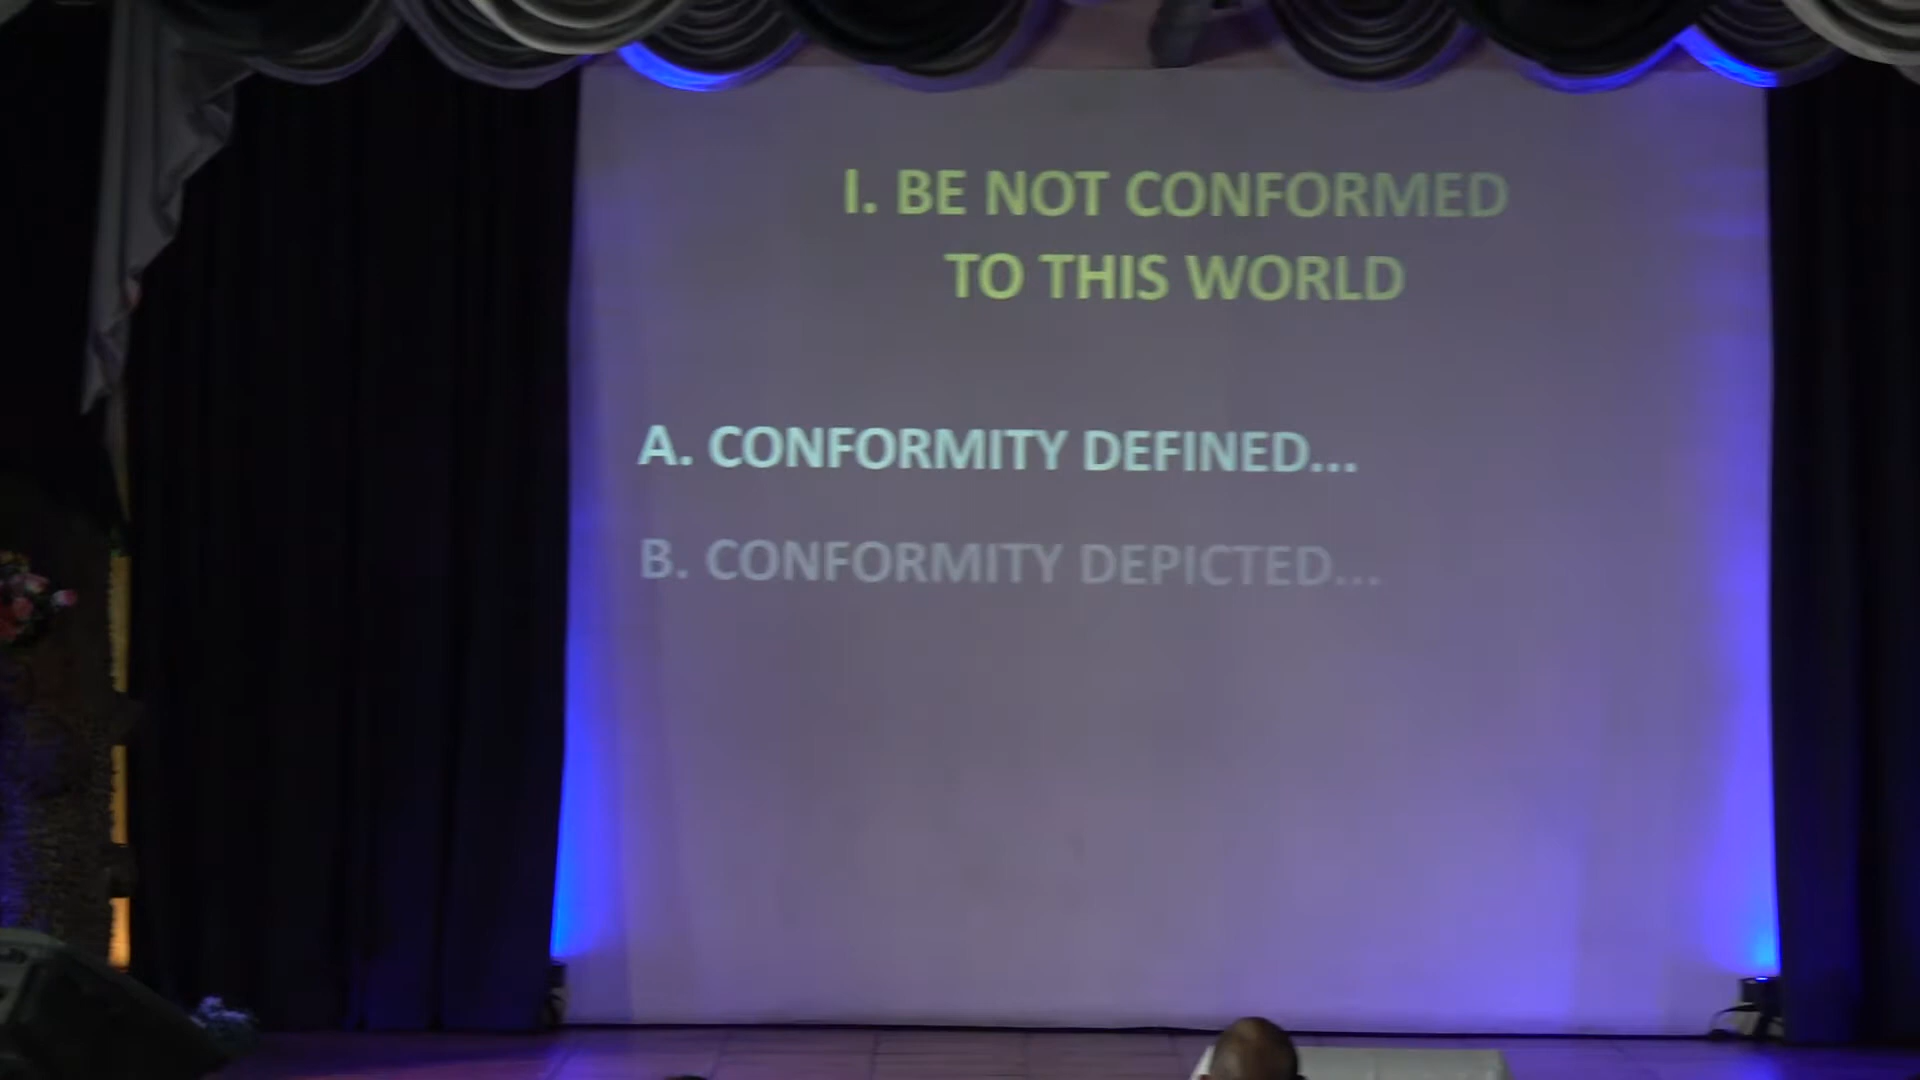 I. BE NOT CONFORMED
TO THIS WORLD
A. CONFORMITY DEFINED...
B. CONFORMITY DEPICTED...